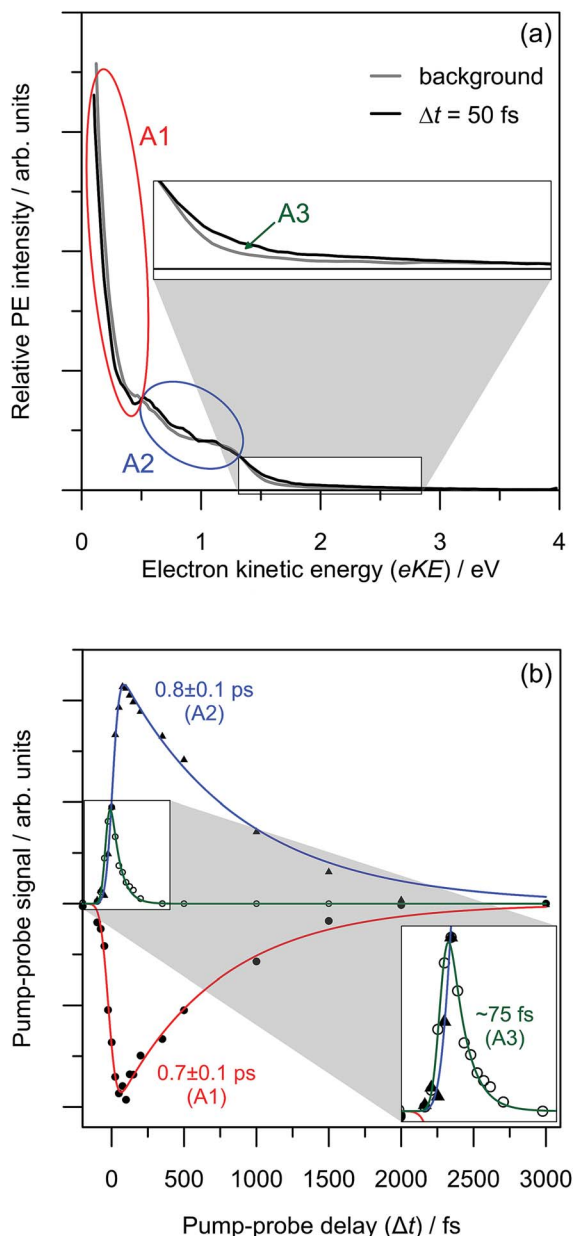 (a)
background
Δt = 50 fs
A1
A3
A2
Relative PE intensity / arb. units
0 1 2 3 4
Electron kinetic energy (eKE) / eV
(b)
0.8±0.1 ps
(A2)
Pump-probe signal / arb. units
~75 fs
(A3)
0.7±0.1 ps
(A1)
0 500 1000 1500 2000 2500 3000
Pump-probe delay (Δt) / fs